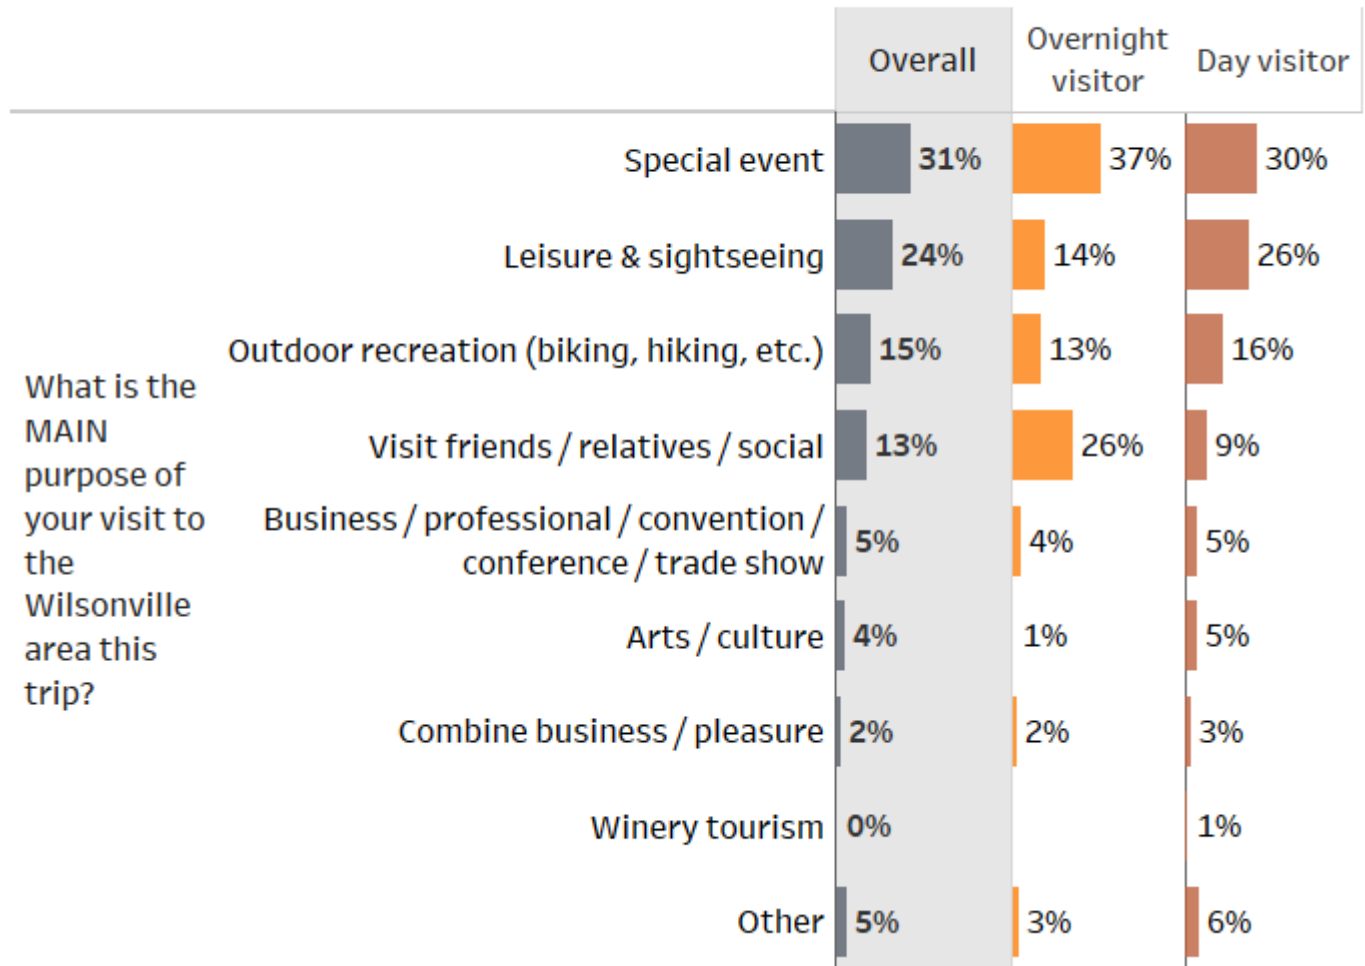 Overall
Overnight
visitor
Day visitor
What is the
MAIN
purpose of
your visit to
the
Wilsonville
area this
trip?
Special event 31% 37% 30%
Leisure & sightseeing 24% 14% 26%
Outdoor recreation (biking, hiking, etc.) 15% 13% 16%
Visit friends / relatives / social 13% 26% 9%
Business / professional / convention /
conference / trade show 5% 4% 5%
Arts / culture 4% 1% 5%
Combine business / pleasure 2% 2% 3%
Winery tourism 0% 1%
Other 5% 3% 6%